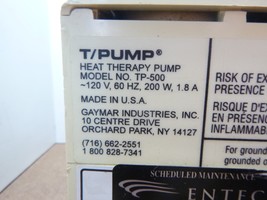 T/PUMP®
HEAT THERAPY PUMP
MODEL NO. TP-500
~120 V, 60 HZ, 200 W, 1.8 A
MADE IN U.S.A.
GAYMAR INDUSTRIES, INC.
10 CENTRE DRIVE
ORCHARD PARK, NY 14127
(716) 662-2551
1 800 828-7341
RISK OF EX
PRESENCE
RISQUE D'EX
EN PRÉSENC
INFLAMMABL
For ground
grounded o
SCHEDULED MAINTENANCE
ENTEC